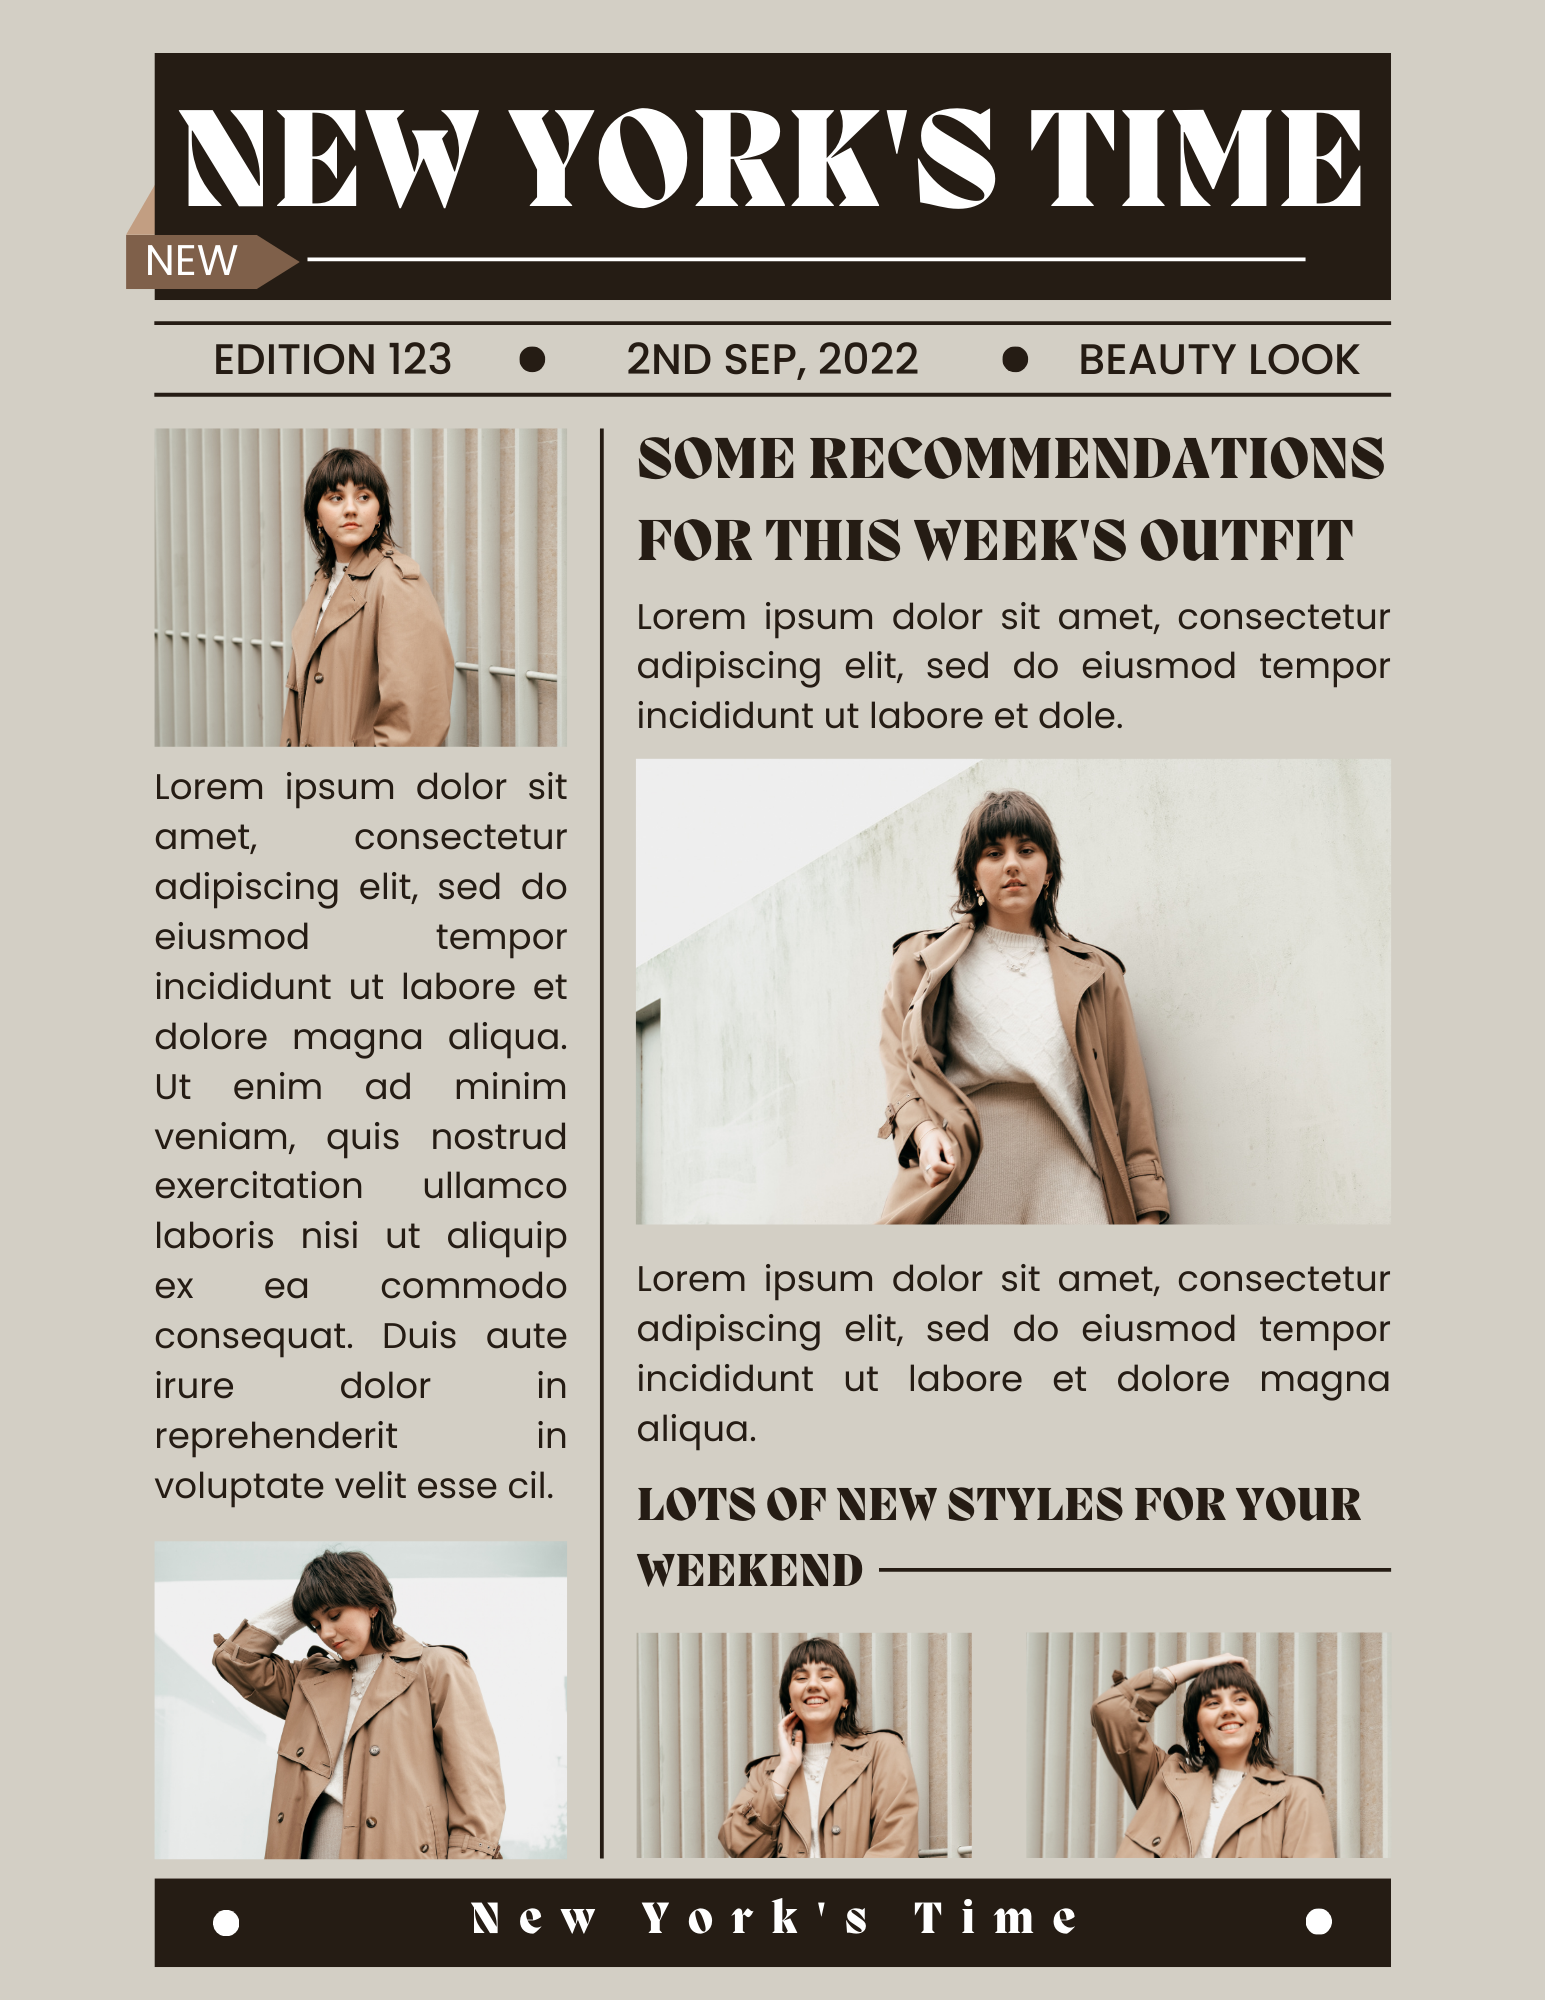 NEW YORK'S TIME
NEW
EDITION 123 ● 2ND SEP, 2022 ● BEAUTY LOOK
Lorem ipsum dolor sit
amet, consectetur
adipiscing elit, sed do
eiusmod tempor
incididunt ut labore et
dolore magna aliqua.
Ut enim ad minim
veniam, quis nostrud
exercitation ullamco
laboris nisi ut aliquip
ex ea commodo
consequat. Duis aute
irure dolor in
reprehenderit in
voluptate velit esse cil.
SOME RECOMMENDATIONS
FOR THIS WEEK'S OUTFIT
Lorem ipsum dolor sit amet, consectetur
adipiscing elit, sed do eiusmod tempor
incididunt ut labore et dole.
Lorem ipsum dolor sit amet, consectetur
adipiscing elit, sed do eiusmod tempor
incididunt ut labore et dolore magna
aliqua.
LOTS OF NEW STYLES FOR YOUR
WEEKEND
New York's Time